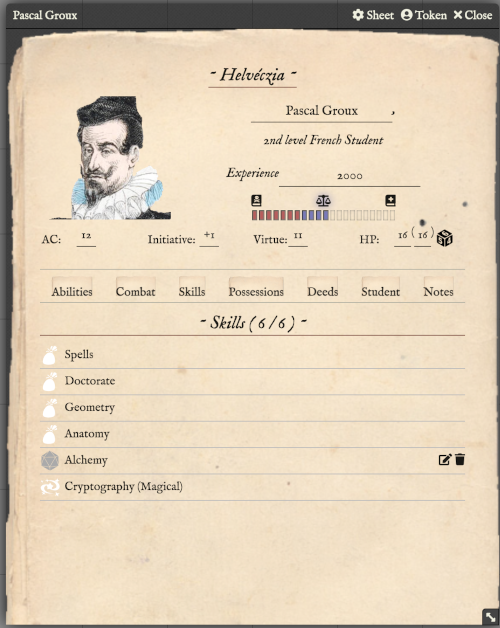 Pascal Groux Sheet Token Close
~ Helvéczia ~
Pascal Groux ,
2nd level French Student
Experience 2000
AC: 12 Initiative: +1 Virtue: 11 HP: 16 ( 16 )
Abilities Combat Skills Possessions Deeds Student Notes
~ Skills ( 6 / 6 ) ~
Spells
Doctorate
Geometry
Anatomy
Alchemy
Cryptography (Magical)